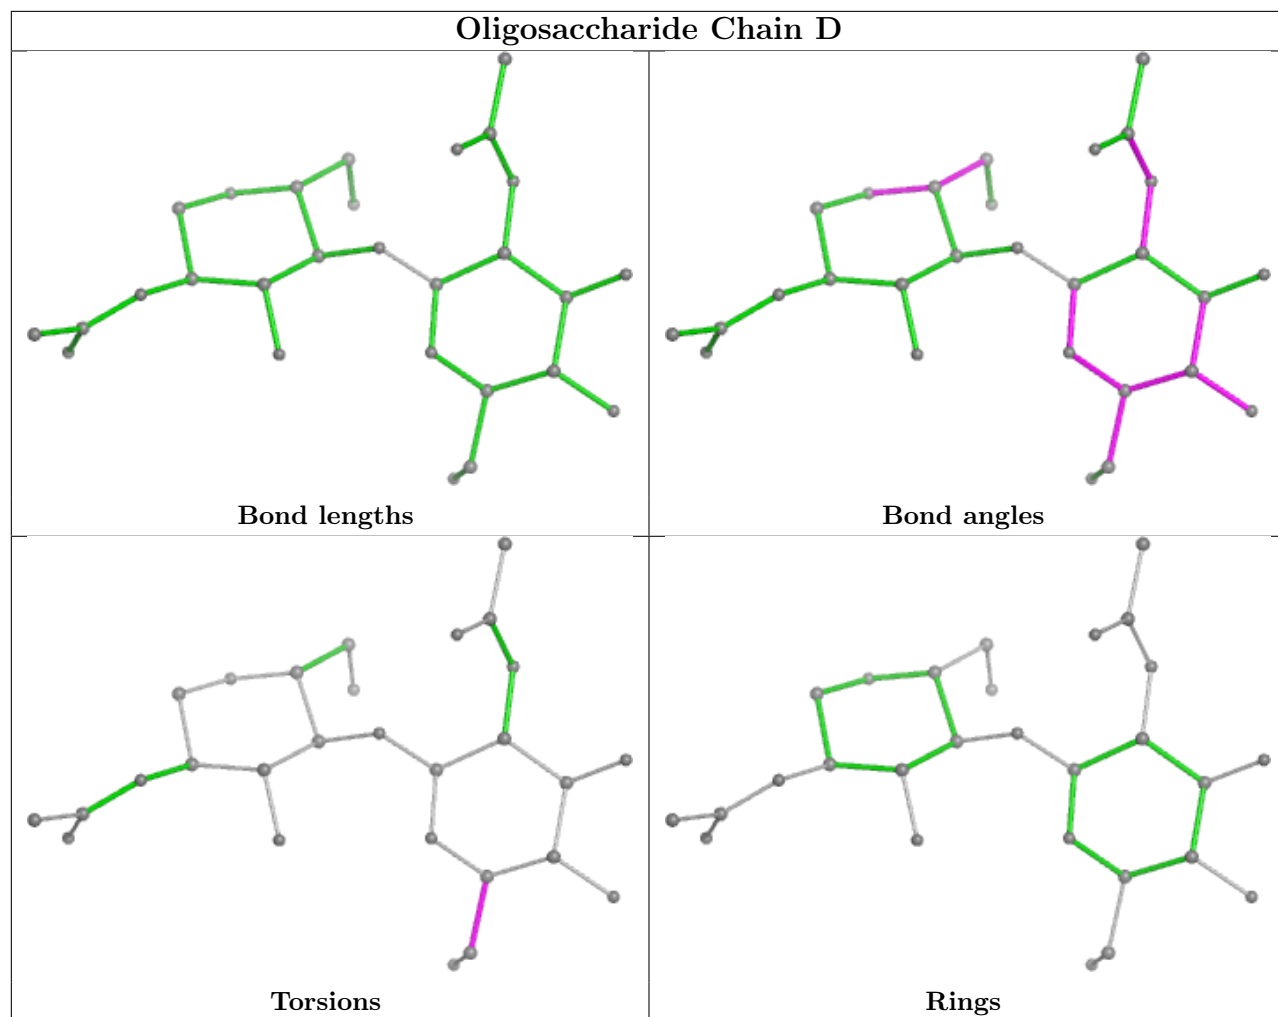 Oligosaccharide Chain D
Bond lengths
Bond angles
Torsions
Rings